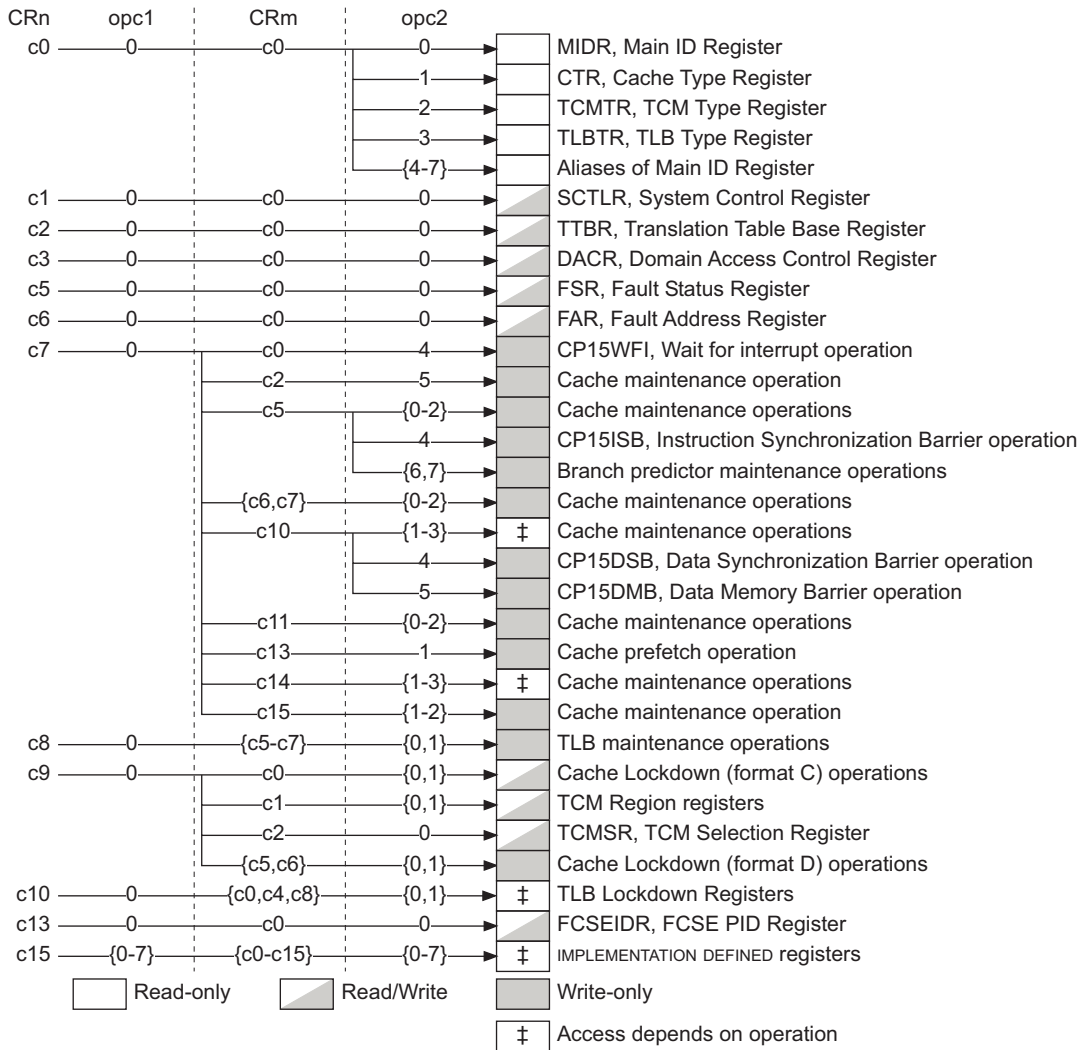 CRn opc1 CRm opc2
c0 0 c0 0 MIDR, Main ID Register
1 CTR, Cache Type Register
2 TCMTR, TCM Type Register
3 TLBTR, TLB Type Register
{4-7} Aliases of Main ID Register
c1 0 c0 0 SCTLR, System Control Register
c2 0 c0 0 TTBR, Translation Table Base Register
c3 0 c0 0 DACR, Domain Access Control Register
c5 0 c0 0 FSR, Fault Status Register
c6 0 c0 0 FAR, Fault Address Register
c7 0 c0 4 CP15WFI, Wait for interrupt operation
c2 5 Cache maintenance operation
c5 {0-2} Cache maintenance operations
4 CP15ISB, Instruction Synchronization Barrier operation
{6,7} Branch predictor maintenance operations
{c6,c7} {0-2} Cache maintenance operations
c10 {1-3} ‡ Cache maintenance operations
4 CP15DSB, Data Synchronization Barrier operation
5 CP15DMB, Data Memory Barrier operation
c11 {0-2} Cache maintenance operations
c13 1 Cache prefetch operation
c14 {1-3} ‡ Cache maintenance operations
c15 {1-2} Cache maintenance operation
c8 0 {c5-c7} {0,1} TLB maintenance operations
c9 0 c0 {0,1} Cache Lockdown (format C) operations
c1 {0,1} TCM Region registers
c2 0 TCMSR, TCM Selection Register
{c5,c6} {0,1} Cache Lockdown (format D) operations
c10 0 {c0,c4,c8} {0,1} ‡ TLB Lockdown Registers
c13 0 c0 0 FCSEIDR, FCSE PID Register
c15 {0-7} {c0-c15} {0-7} ‡ IMPLEMENTATION DEFINED registers
Read-only Read/Write Write-only
‡ Access depends on operation